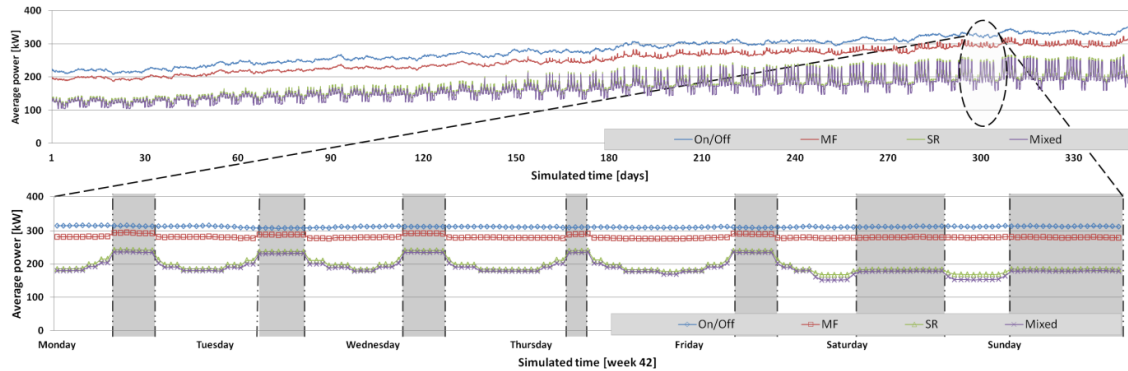 400
300
200
100
0
Average power [kW]
On/Off MF SR Mixed
1 30 60 90 120 150 180 210 240 270 300 330
Simulated time [days]
400
300
200
100
0
Average power [kW]
On/Off MF SR Mixed
Monday Tuesday Wednesday Thursday Friday Saturday Sunday
Simulated time [week 42]